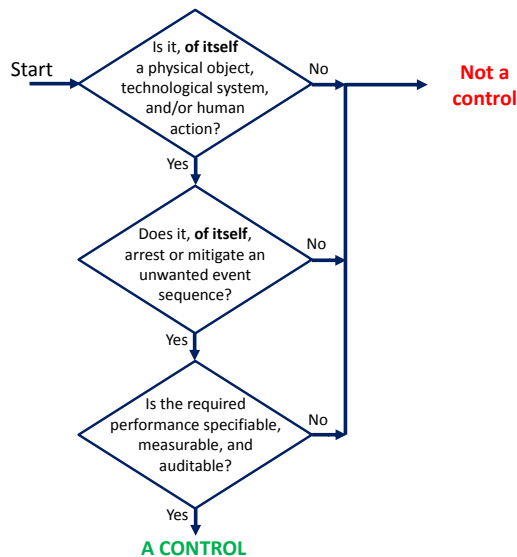 Start
Is it, of itself
a physical object,
technological system,
and/or human
action?
No
Not a
control
Yes
Does it, of itself,
arrest or mitigate an
unwanted event
sequence?
No
Yes
Is the required
performance specifiable,
measurable, and
auditable?
No
Yes
A CONTROL